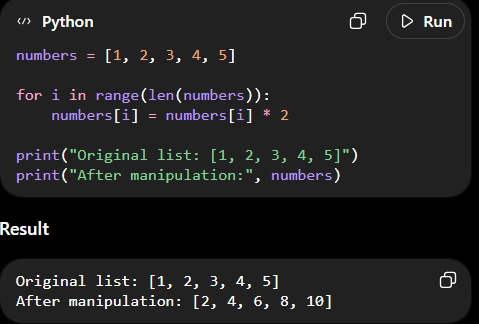 Python
Run
numbers = [1, 2, 3, 4, 5]
for i in range(len(numbers)):
    numbers[i] = numbers[i] * 2
print("Original list: [1, 2, 3, 4, 5]")
print("After manipulation:", numbers)
Result
Original list: [1, 2, 3, 4, 5]
After manipulation: [2, 4, 6, 8, 10]